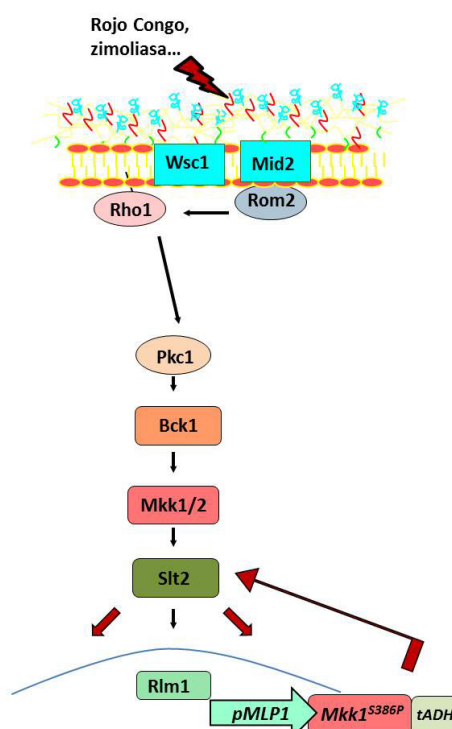 Rojo Congo,
zimoliasa...
Wsc1
Mid2
Rho1
Rom2
Pkc1
Bck1
Mkk1/2
Slt2
Rlm1
pMLP1
Mkk1S386P
tADH